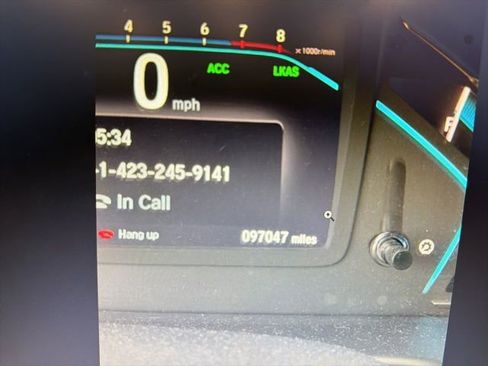 4 5 6 7 8
x 1000r/min
ACC LKAS
0 mph
5:34
-1-423-245-9141
In Call
Hang up 097047 miles